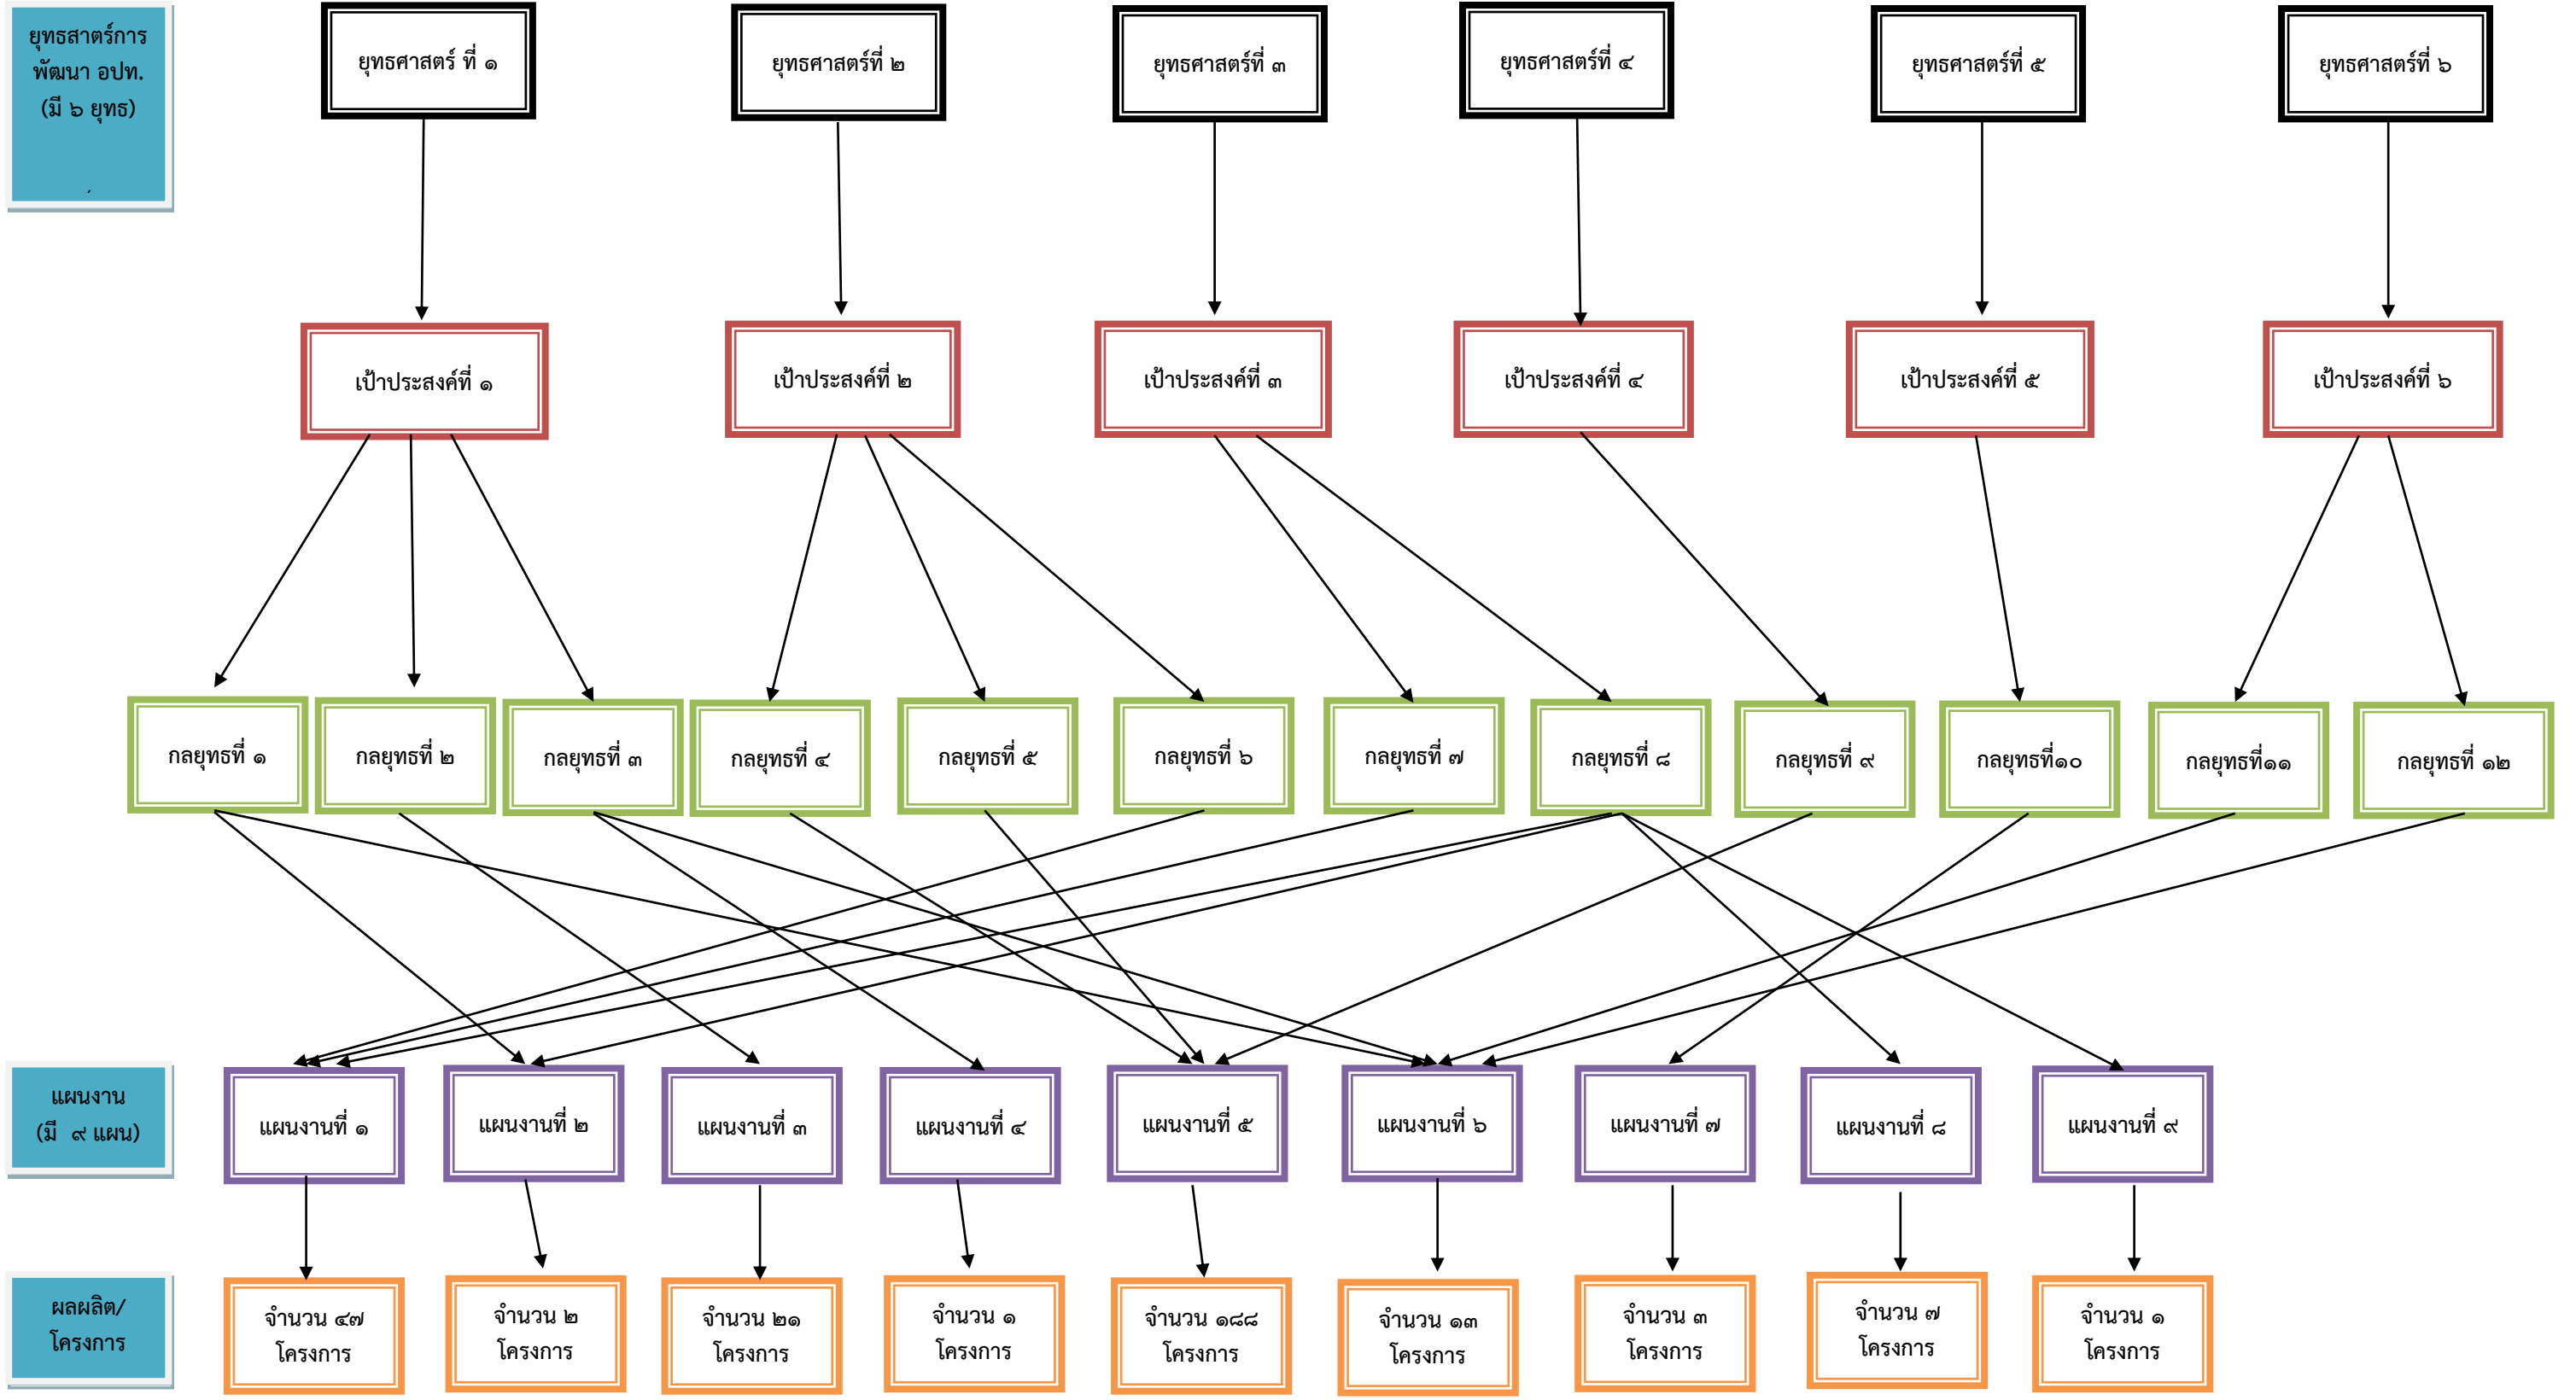 ยุทธสาตร์การ
พัฒนา อปท.
(มี ๖ ยุทธ)
ยุทธศาสตร์ ที่ ๑
ยุทธศาสตร์ที่ ๒
ยุทธศาสตร์ที่ ๓
ยุทธศาสตร์ที่ ๔
ยุทธศาสตร์ที่ ๕
ยุทธศาสตร์ที่ ๖
เป้าประสงค์ที่ ๑
เป้าประสงค์ที่ ๒
เป้าประสงค์ที่ ๓
เป้าประสงค์ที่ ๔
เป้าประสงค์ที่ ๕
เป้าประสงค์ที่ ๖
กลยุทธที่ ๑
กลยุทธที่ ๒
กลยุทธที่ ๓
กลยุทธที่ ๔
กลยุทธที่ ๕
กลยุทธที่ ๖
กลยุทธที่ ๗
กลยุทธที่ ๘
กลยุทธที่ ๙
กลยุทธที่๑๐
กลยุทธที่๑๑
กลยุทธที่ ๑๒
แผนงาน
(มี  ๙ แผน)
แผนงานที่ ๑
แผนงานที่ ๒
แผนงานที่ ๓
แผนงานที่ ๔
แผนงานที่ ๕
แผนงานที่ ๖
แผนงานที่ ๗
แผนงานที่ ๘
แผนงานที่ ๙
ผลผลิต/
โครงการ
จำนวน ๔๗
โครงการ
จำนวน ๒
โครงการ
จำนวน ๒๑
โครงการ
จำนวน ๑
โครงการ
จำนวน ๑๘๘
โครงการ
จำนวน ๑๓
โครงการ
จำนวน ๓
โครงการ
จำนวน ๗
โครงการ
จำนวน ๑
โครงการ